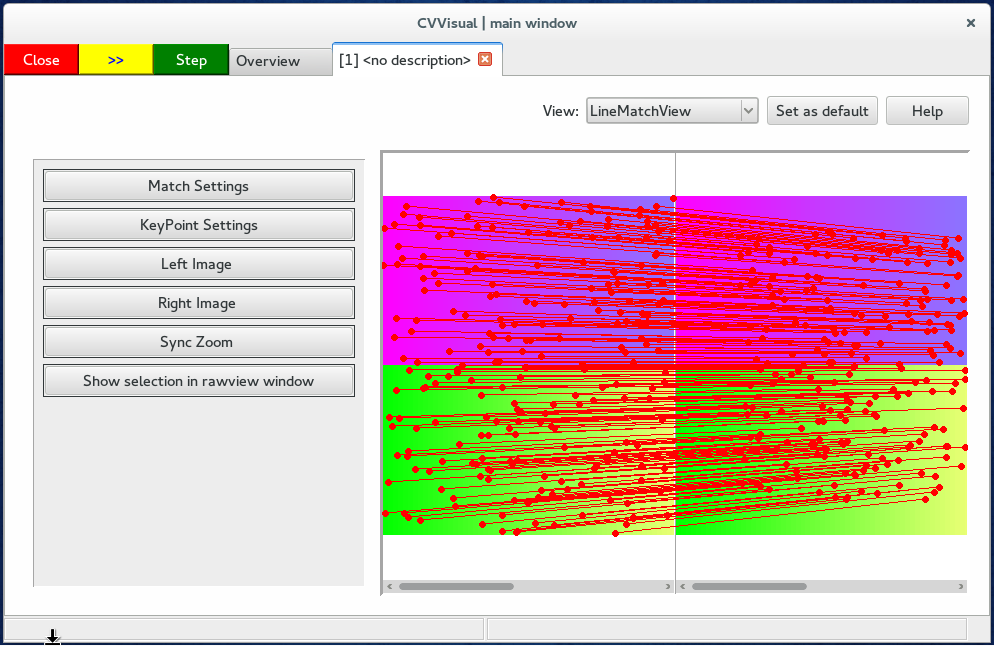 CVVisual | main window
Close >> Step Overview [1] <no description>
View: LineMatchView Set as default Help
Match Settings
KeyPoint Settings
Left Image
Right Image
Sync Zoom
Show selection in rawview window